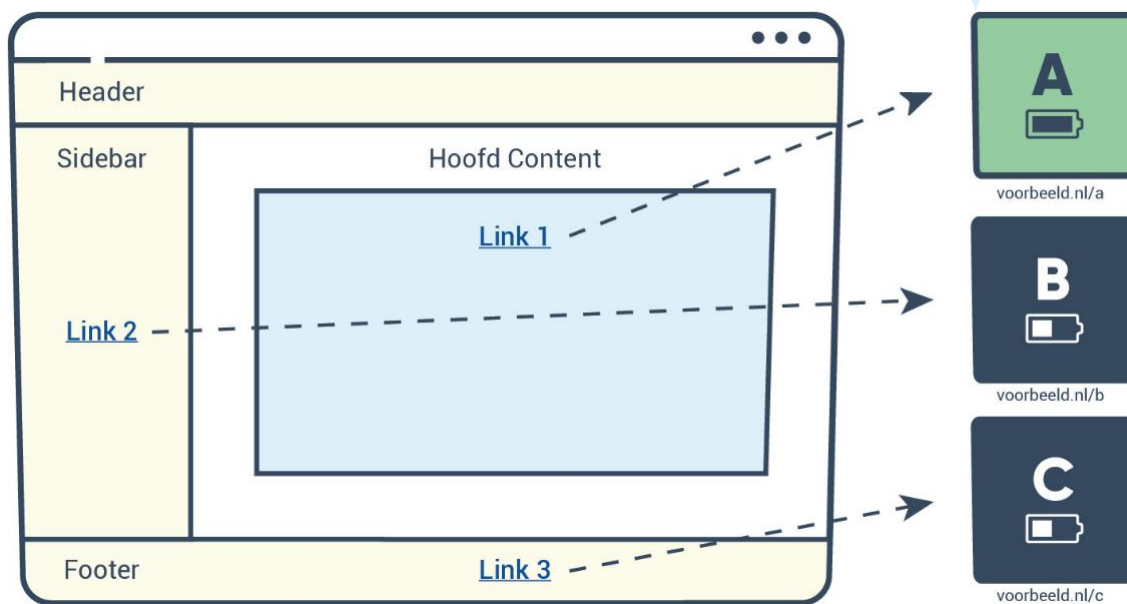 Header
Sidebar
Hoofd Content
Link 1
Link 2
Footer
Link 3
A
voorbeeld.nl/a
B
voorbeeld.nl/b
C
voorbeeld.nl/c